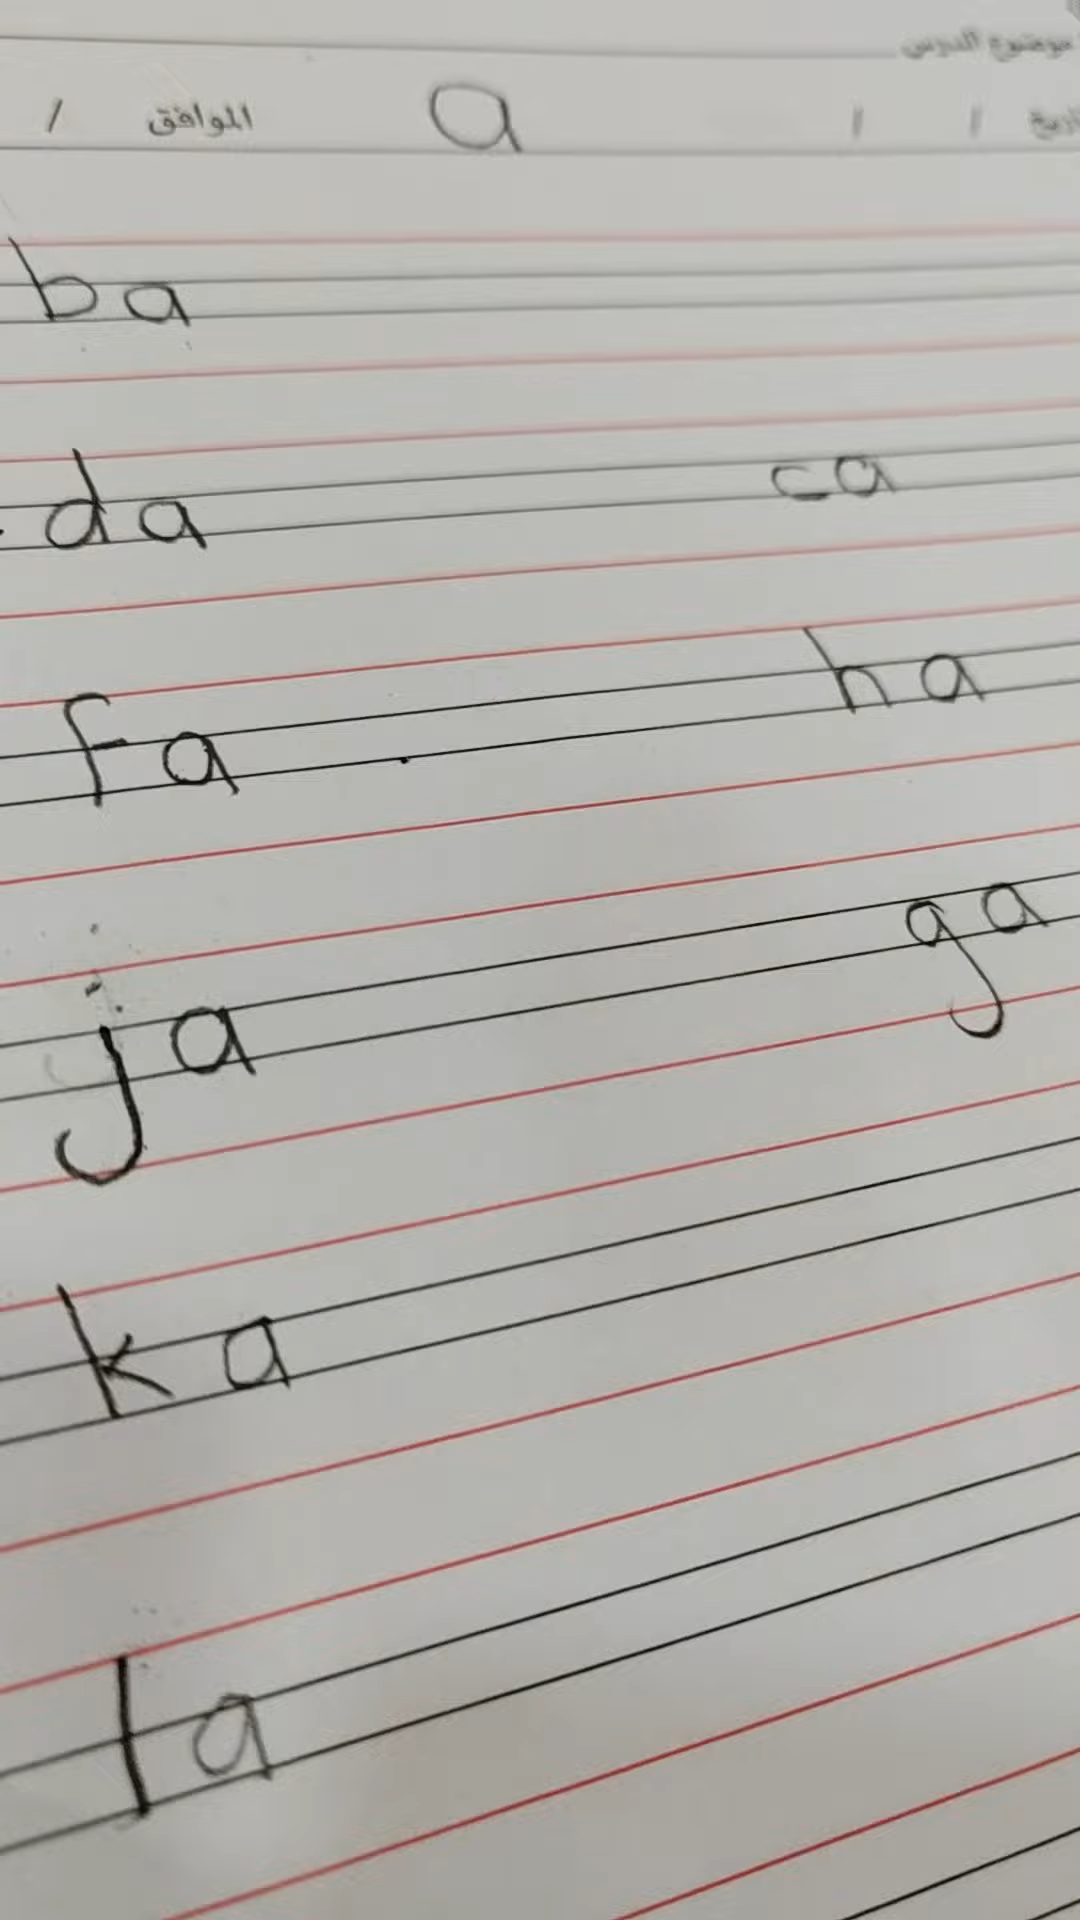 موضوع الدرس
التاريخ / / a الموافق /
ba
da ca
fa ha
ja ga
ka
la